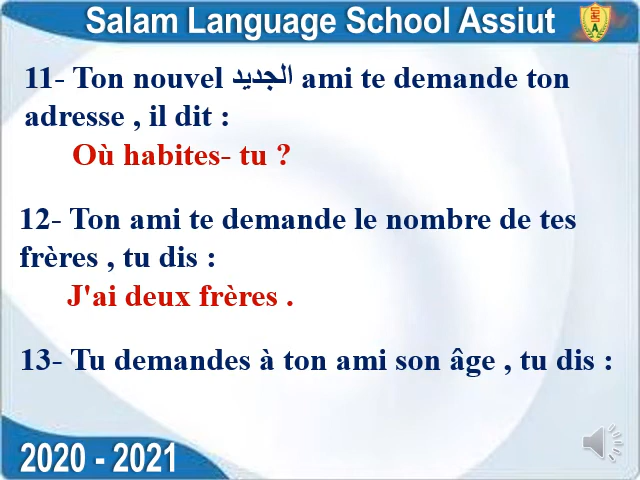 Salam Language School Assiut
11- Ton nouvel الجديد ami te demande ton
adresse , il dit :
Où habites- tu ?
12- Ton ami te demande le nombre de tes
frères , tu dis :
J'ai deux frères .
13- Tu demandes à ton ami son âge , tu dis :
2020 - 2021